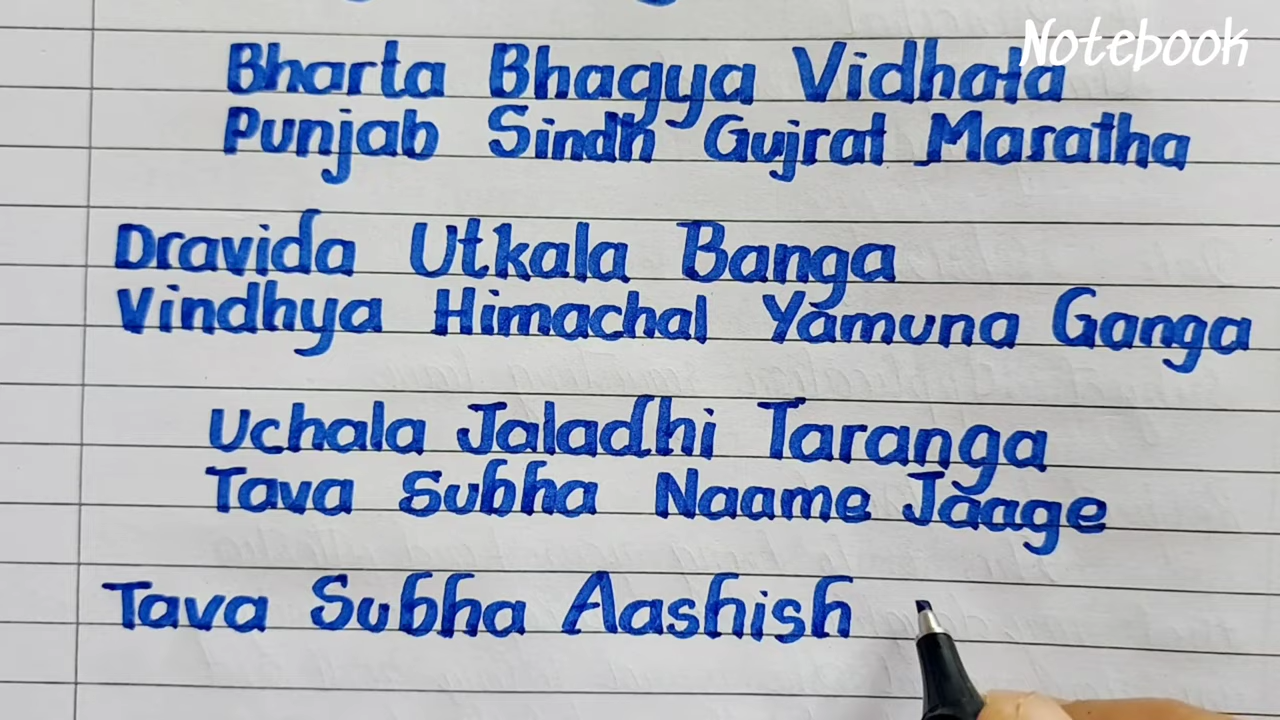 Notebook
Bharta Bhagya Vidhata
Punjab Sindh Gujrat Maratha
Dravida Utkala Banga
Vindhya Himachal Yamuna Ganga
Uchala Jaladhi Taranga
Tava Subha Naame Jaage
Tava Subha Aashish